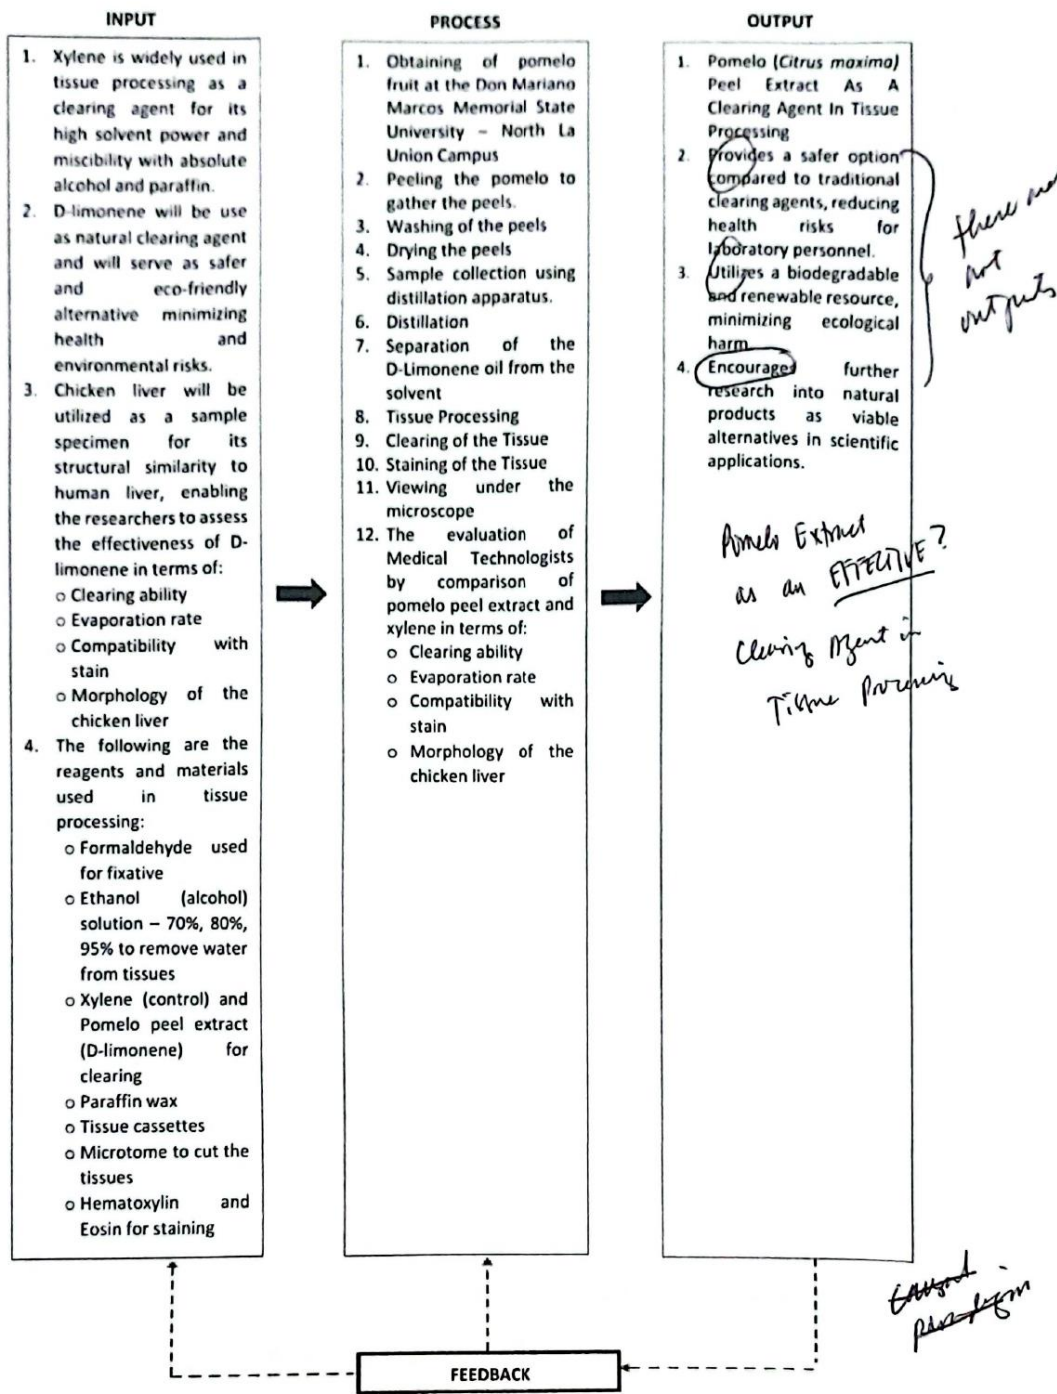 INPUT
1. Xylene is widely used in
tissue processing as a
clearing agent for its
high solvent power and
miscibility with absolute
alcohol and paraffin.
2. D-limonene will be use
as natural clearing agent
and will serve as safer
and eco-friendly
alternative minimizing
health and
environmental risks.
3. Chicken liver will be
utilized as a sample
specimen for its
structural similarity to
human liver, enabling
the researchers to assess
the effectiveness of D-
limonene in terms of:
o Clearing ability
o Evaporation rate
o Compatibility with
stain
o Morphology of the
chicken liver
4. The following are the
reagents and materials
used in tissue
processing:
o Formaldehyde used
for fixative
o Ethanol (alcohol)
solution – 70%, 80%,
95% to remove water
from tissues
o Xylene (control) and
Pomelo peel extract
(D-limonene) for
clearing
o Paraffin wax
o Tissue cassettes
o Microtome to cut the
tissues
o Hematoxylin and
Eosin for staining
PROCESS
1. Obtaining of pomelo
fruit at the Don Mariano
Marcos Memorial State
University – North La
Union Campus
2. Peeling the pomelo to
gather the peels.
3. Washing of the peels
4. Drying the peels
5. Sample collection using
distillation apparatus.
6. Distillation
7. Separation of the
D-Limonene oil from the
solvent
8. Tissue Processing
9. Clearing of the Tissue
10. Staining of the Tissue
11. Viewing under the
microscope
12. The evaluation of
Medical Technologists
by comparison of
pomelo peel extract and
xylene in terms of:
o Clearing ability
o Evaporation rate
o Compatibility with
stain
o Morphology of the
chicken liver
OUTPUT
1. Pomelo (Citrus maxima)
Peel Extract As A
Clearing Agent In Tissue
Processing
2. Provides a safer option
compared to traditional
clearing agents, reducing
health risks for
laboratory personnel.
3. Utilizes a biodegradable
and renewable resource,
minimizing ecological
harm
4. Encourages further
research into natural
products as viable
alternatives in scientific
applications.
there are
not
outputs
Pomelo Extract
as an EFFECTIVE?
Clearing Agent in
Tissue Processing
paradigm
FEEDBACK